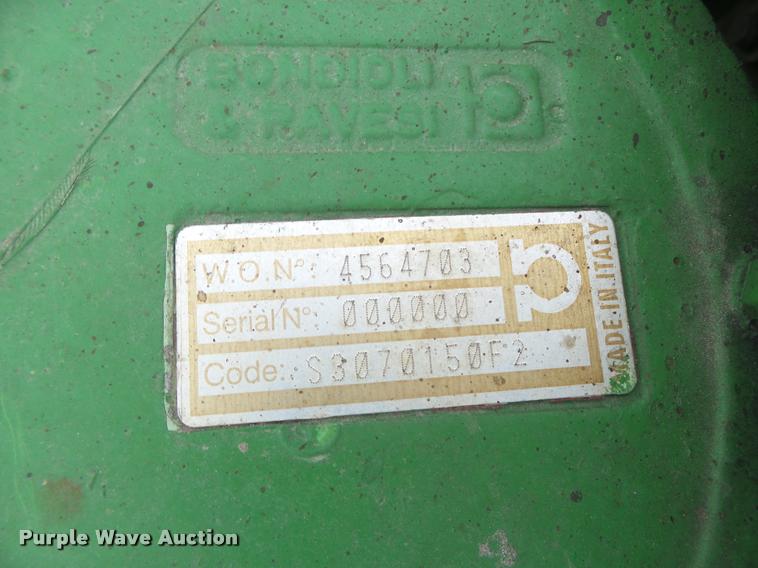 BONDIOLI
& PAVESI
W.O.N° : 4564703
Serial N° : 000000
Code: S3070150F2
MADE IN ITALY
Purple Wave Auction